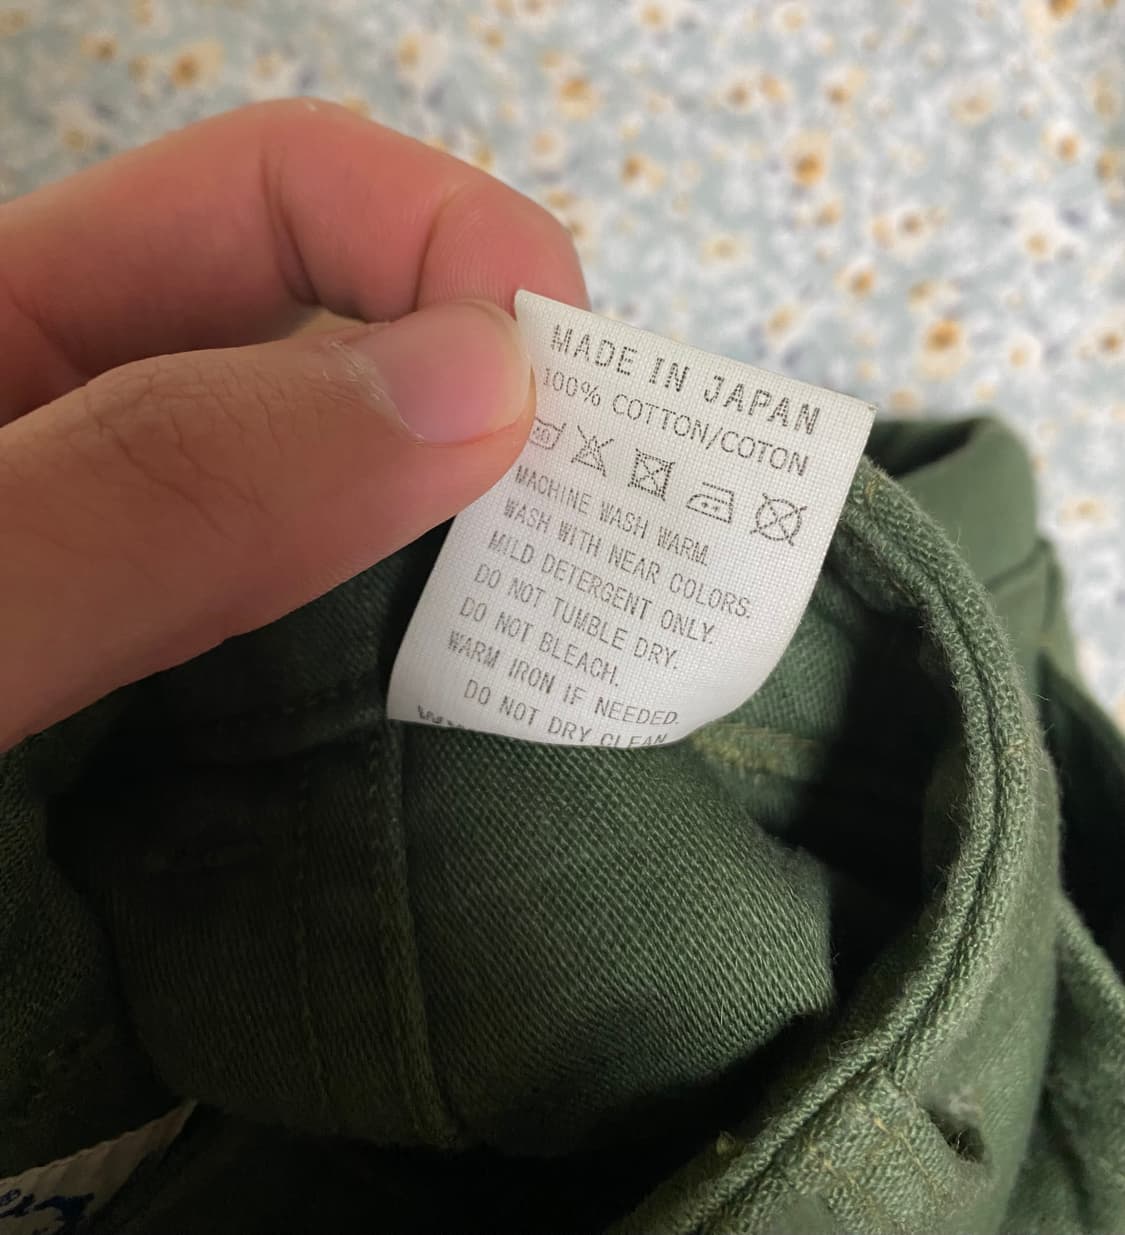 MADE IN JAPAN
100% COTTON/COTON
40
MACHINE WASH WARM.
WASH WITH NEAR COLORS.
MILD DETERGENT ONLY.
DO NOT TUMBLE DRY.
DO NOT BLEACH.
WARM IRON IF NEEDED.
DO NOT DRY CLEAN